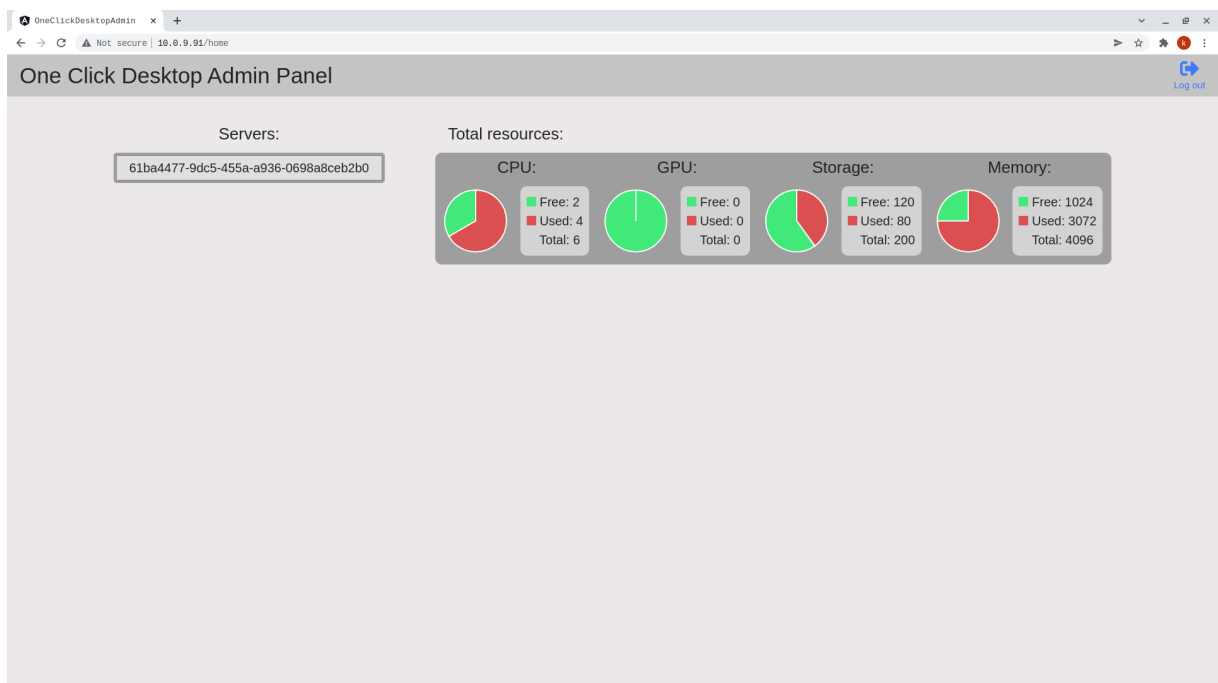 OneClickDesktopAdmin
Not secure | 10.0.9.91/home
k
One Click Desktop Admin Panel
Log out
Servers:
61ba4477-9dc5-455a-a936-0698a8ceb2b0
Total resources:
CPU:
Free: 2
Used: 4
Total: 6
GPU:
Free: 0
Used: 0
Total: 0
Storage:
Free: 120
Used: 80
Total: 200
Memory:
Free: 1024
Used: 3072
Total: 4096